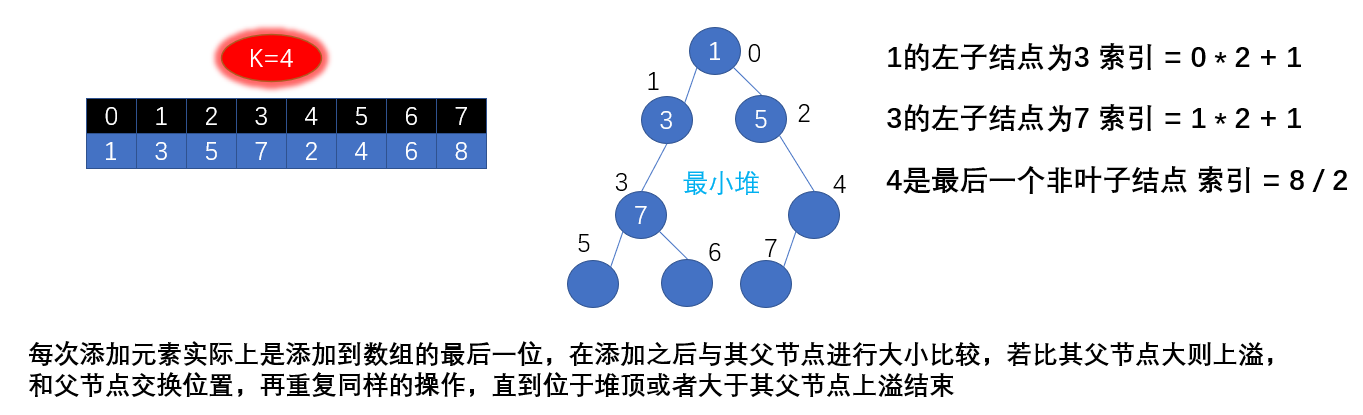 K=4
0 1 2 3 4 5 6 7
1 3 5 7 2 4 6 8
1 0
1
3 5 2
最小堆
3 4
7
5 6 7
1的左子结点为3 索引 = 0 * 2 + 1
3的左子结点为7 索引 = 1 * 2 + 1
4是最后一个非叶子结点 索引 = 8 / 2
每次添加元素实际上是添加到数组的最后一位，在添加之后与其父节点进行大小比较，若比其父节点大则上溢，
和父节点交换位置，再重复同样的操作，直到位于堆顶或者大于其父节点上溢结束